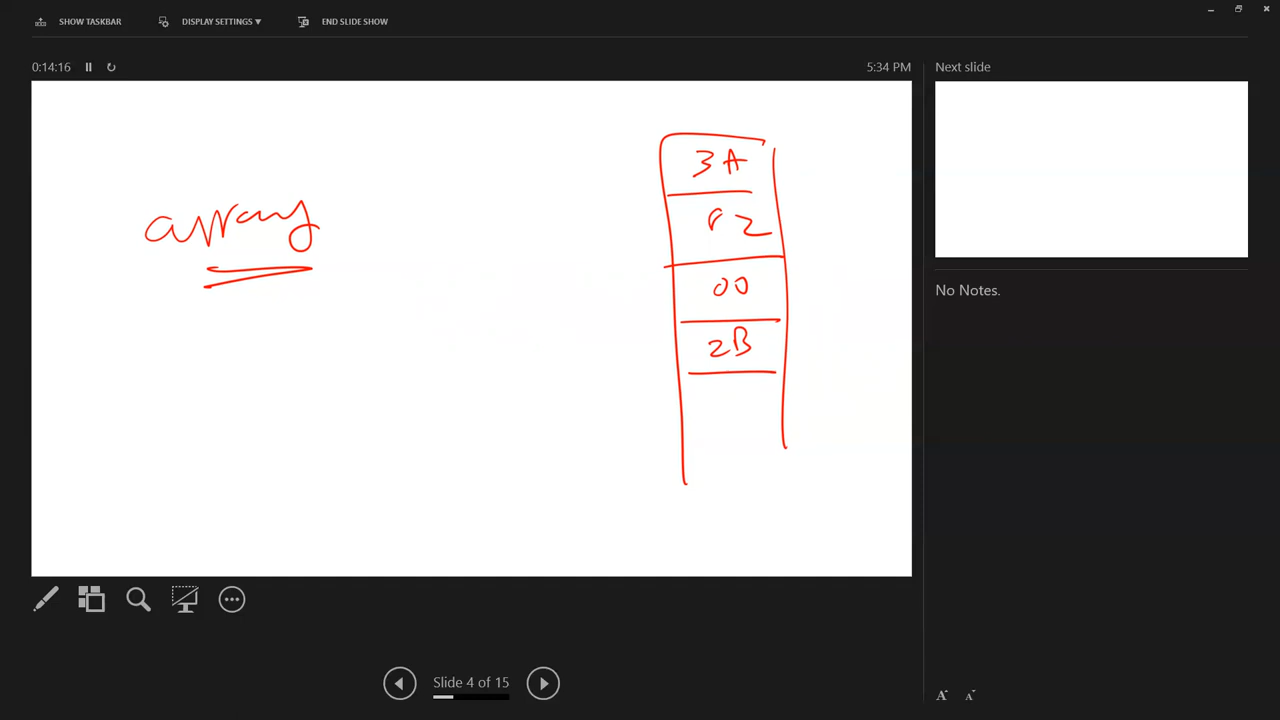 SHOW TASKBAR
DISPLAY SETTINGS ▼
END SLIDE SHOW
0:14:16
5:34 PM
Next slide
array
3A
00
2B
No Notes.
Slide 4 of 15
A
A